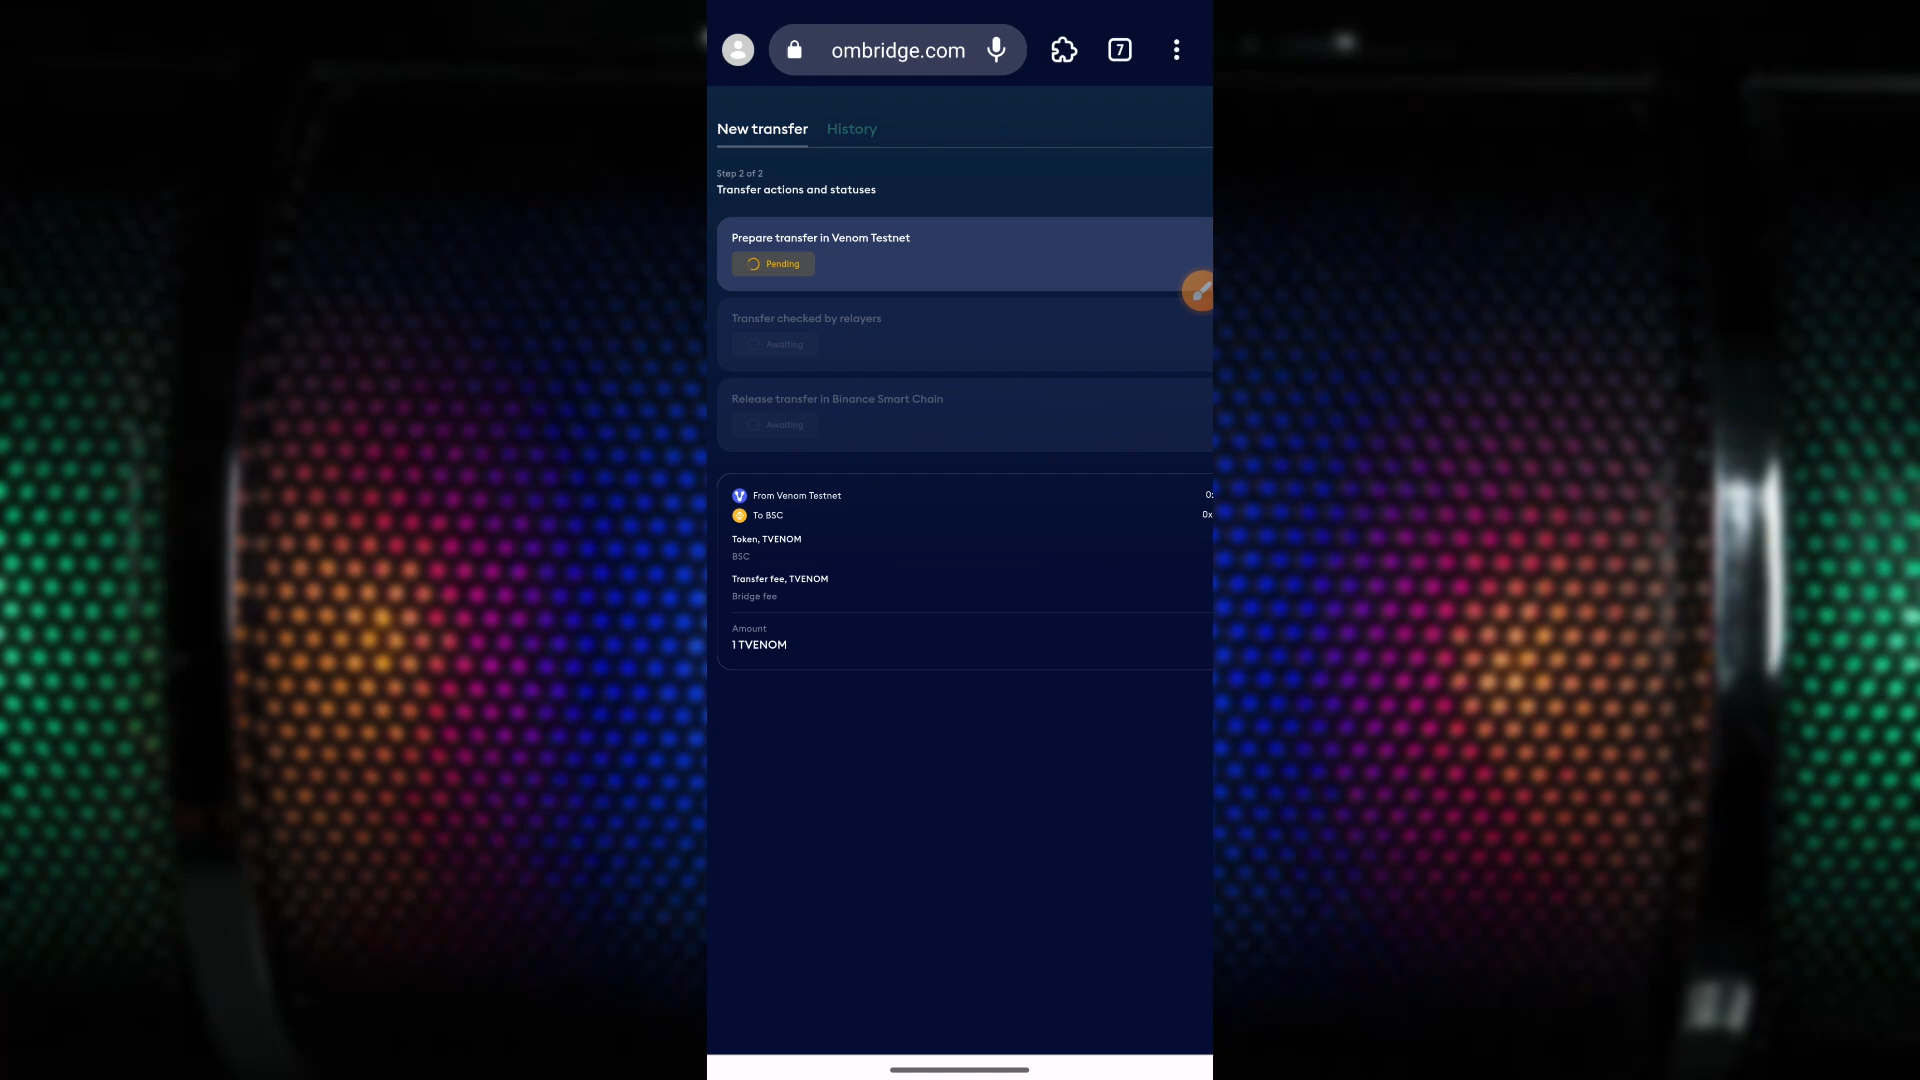 ombridge.com
7
New transfer History
Step 2 of 2
Transfer actions and statuses
Prepare transfer in Venom Testnet
Pending
Transfer checked by relayers
Awaiting
Release transfer in Binance Smart Chain
Awaiting
From Venom Testnet 0:
To BSC 0x
Token, TVENOM
BSC
Transfer fee, TVENOM
Bridge fee
Amount
1 TVENOM